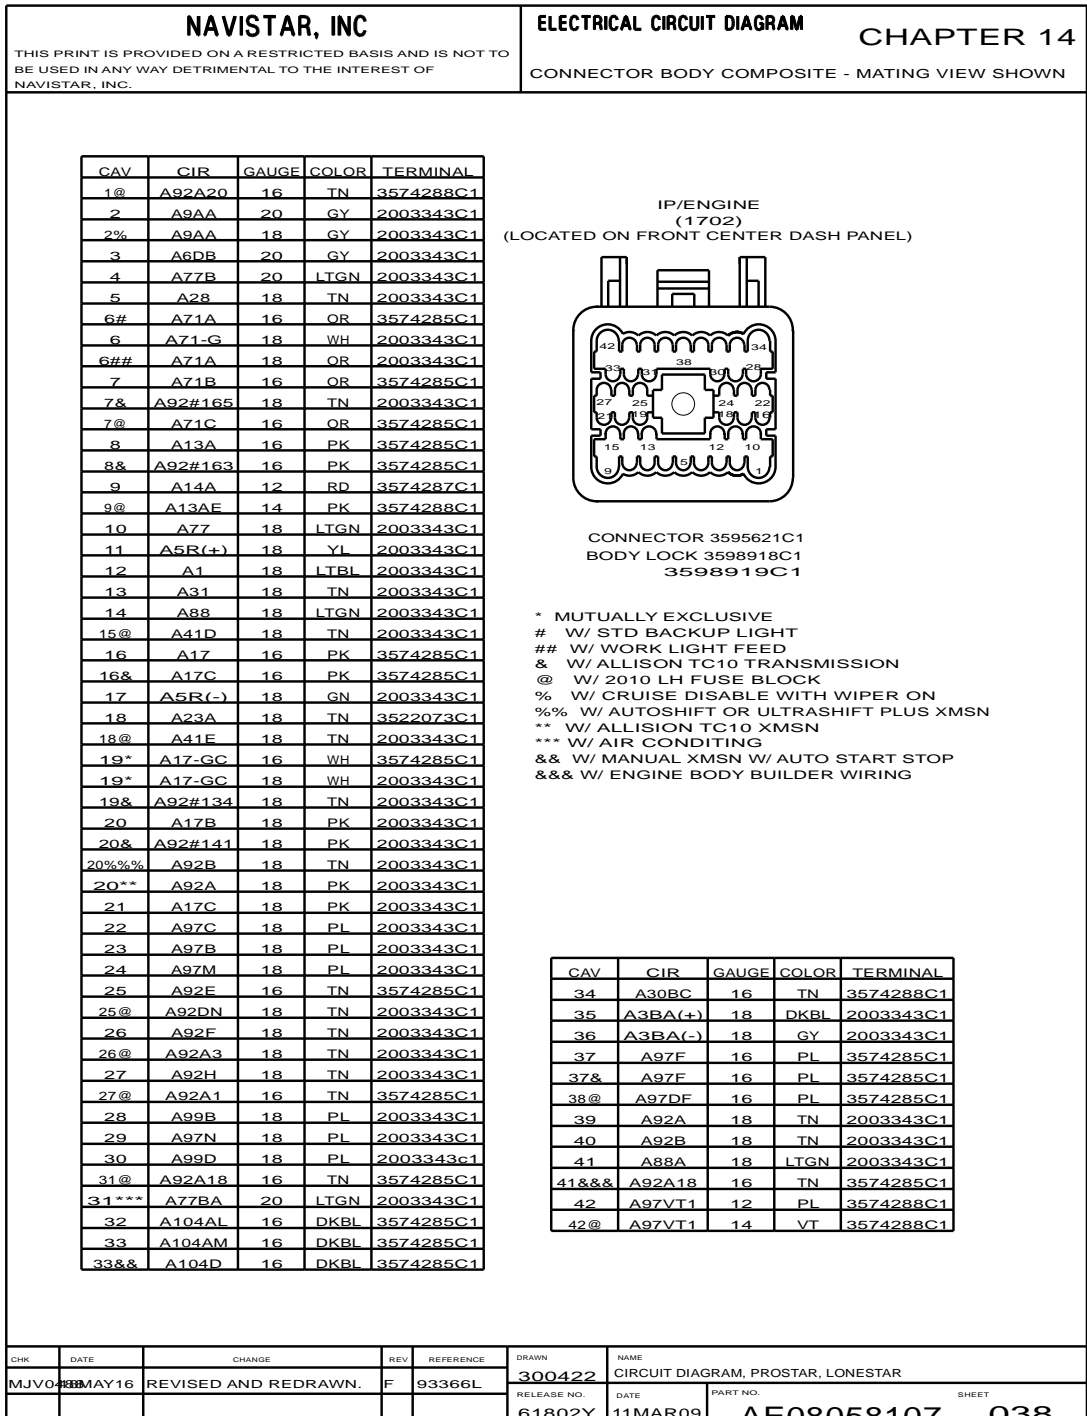 NAVISTAR, INC
THIS PRINT IS PROVIDED ON A RESTRICTED BASIS AND IS NOT TO
BE USED IN ANY WAY DETRIMENTAL TO THE INTEREST OF
NAVISTAR, INC.
ELECTRICAL CIRCUIT DIAGRAM
CHAPTER 14
CONNECTOR BODY COMPOSITE - MATING VIEW SHOWN
CAV CIR GAUGE COLOR TERMINAL
1@ A92A20 16 TN 3574288C1
2 A9AA 20 GY 2003343C1
2% A9AA 18 GY 2003343C1
3 A6DB 20 GY 2003343C1
4 A77B 20 LTGN 2003343C1
5 A28 18 TN 2003343C1
6# A71A 16 OR 3574285C1
6 A71-G 18 WH 2003343C1
6## A71A 18 OR 2003343C1
7 A71B 16 OR 3574285C1
7& A92#165 18 TN 2003343C1
7@ A71C 16 OR 3574285C1
8 A13A 16 PK 3574285C1
8& A92#163 16 PK 3574285C1
9 A14A 12 RD 3574287C1
9@ A13AE 14 PK 3574288C1
10 A77 18 LTGN 2003343C1
11 A5R(+) 18 YL 2003343C1
12 A1 18 LTBL 2003343C1
13 A31 18 TN 2003343C1
14 A88 18 LTGN 2003343C1
15@ A41D 18 TN 2003343C1
16 A17 16 PK 3574285C1
16& A17C 16 PK 3574285C1
17 A5R(-) 18 GN 2003343C1
18 A23A 18 TN 3522073C1
18@ A41E 18 TN 2003343C1
19* A17-GC 16 WH 3574285C1
19* A17-GC 18 WH 2003343C1
19& A92#134 18 TN 2003343C1
20 A17B 18 PK 2003343C1
20& A92#141 18 PK 2003343C1
20%%% A92B 18 TN 2003343C1
20** A92A 18 PK 2003343C1
21 A17C 18 PK 2003343C1
22 A97C 18 PL 2003343C1
23 A97B 18 PL 2003343C1
24 A97M 18 PL 2003343C1
25 A92E 16 TN 3574285C1
25@ A92DN 18 TN 2003343C1
26 A92F 18 TN 2003343C1
26@ A92A3 18 TN 2003343C1
27 A92H 18 TN 2003343C1
27@ A92A1 16 TN 3574285C1
28 A99B 18 PL 2003343C1
29 A97N 18 PL 2003343C1
30 A99D 18 PL 2003343c1
31@ A92A18 16 TN 3574285C1
31*** A77BA 20 LTGN 2003343C1
32 A104AL 16 DKBL 3574285C1
33 A104AM 16 DKBL 3574285C1
33&& A104D 16 DKBL 3574285C1
IP/ENGINE
(1702)
(LOCATED ON FRONT CENTER DASH PANEL)
42 34
38
33 31 30 28
27 25 24 22
21 19 18 16
15 13 12 10
9 5 1
CONNECTOR 3595621C1
BODY LOCK 3598918C1
3598919C1
* MUTUALLY EXCLUSIVE
# W/ STD BACKUP LIGHT
## W/ WORK LIGHT FEED
& W/ ALLISON TC10 TRANSMISSION
@ W/ 2010 LH FUSE BLOCK
% W/ CRUISE DISABLE WITH WIPER ON
%% W/ AUTOSHIFT OR ULTRASHIFT PLUS XMSN
** W/ ALLISION TC10 XMSN
*** W/ AIR CONDITING
&& W/ MANUAL XMSN W/ AUTO START STOP
&&& W/ ENGINE BODY BUILDER WIRING
CAV CIR GAUGE COLOR TERMINAL
34 A30BC 16 TN 3574288C1
35 A3BA(+) 18 DKBL 2003343C1
36 A3BA(-) 18 GY 2003343C1
37 A97F 16 PL 3574285C1
37& A97F 16 PL 3574285C1
38@ A97DF 16 PL 3574285C1
39 A92A 18 TN 2003343C1
40 A92B 18 TN 2003343C1
41 A88A 18 LTGN 2003343C1
41&&& A92A18 16 TN 3574285C1
42 A97VT1 12 PL 3574288C1
42@ A97VT1 14 VT 3574288C1
CHK DATE CHANGE REV REFERENCE
REVISED AND REDRAWN. F 93366L
DRAWN NAME
300422 CIRCUIT DIAGRAM, PROSTAR, LONESTAR
RELEASE NO. DATE PART NO. SHEET
61802Y 11MAR09 AE08058107 038